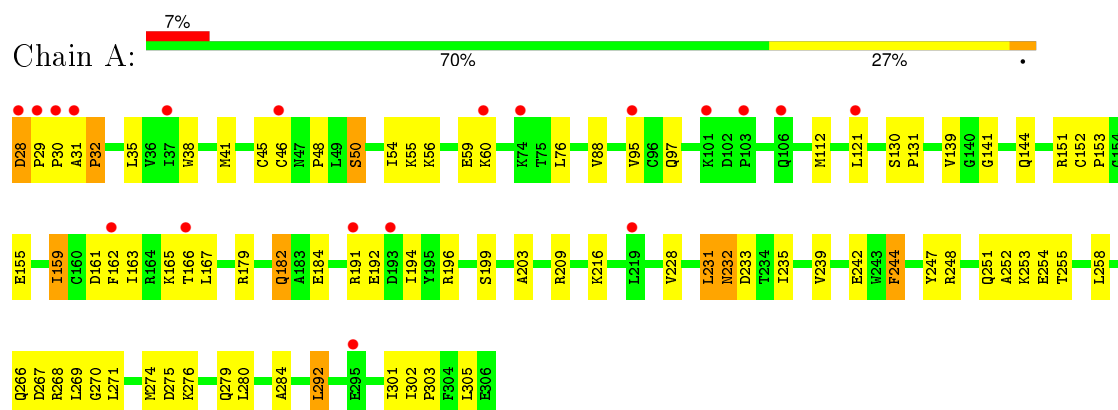 7%
Chain A:
70% 27% •
D28 P29 P30 A31 P32 L35 V36 I37 W38 M41 C45 C46 N47 P48 L49 S50 I54 K55 K56 E59 K60 K74 T75 L76 V88 V95 C96 Q97 K101 D102 P103 Q106 M112 L121 S130 P131 V139 G140 G141 Q144 R151 C152 P153 G154
E155 I159 C160 D161 F162 I163 R164 K165 T166 L167 R179 Q182 A183 E184 R191 E192 D193 I194 Y195 R196 S199 A203 R209 K216 L219 V228 L231 N232 D233 T234 I235 V239 E242 W243 F244 Y247 R248 Q251 A252 K253 E254 T255 L258
Q266 D267 R268 L269 G270 L271 M274 D275 K276 Q279 L280 A284 L292 E295 I301 I302 P303 F304 L305 E306